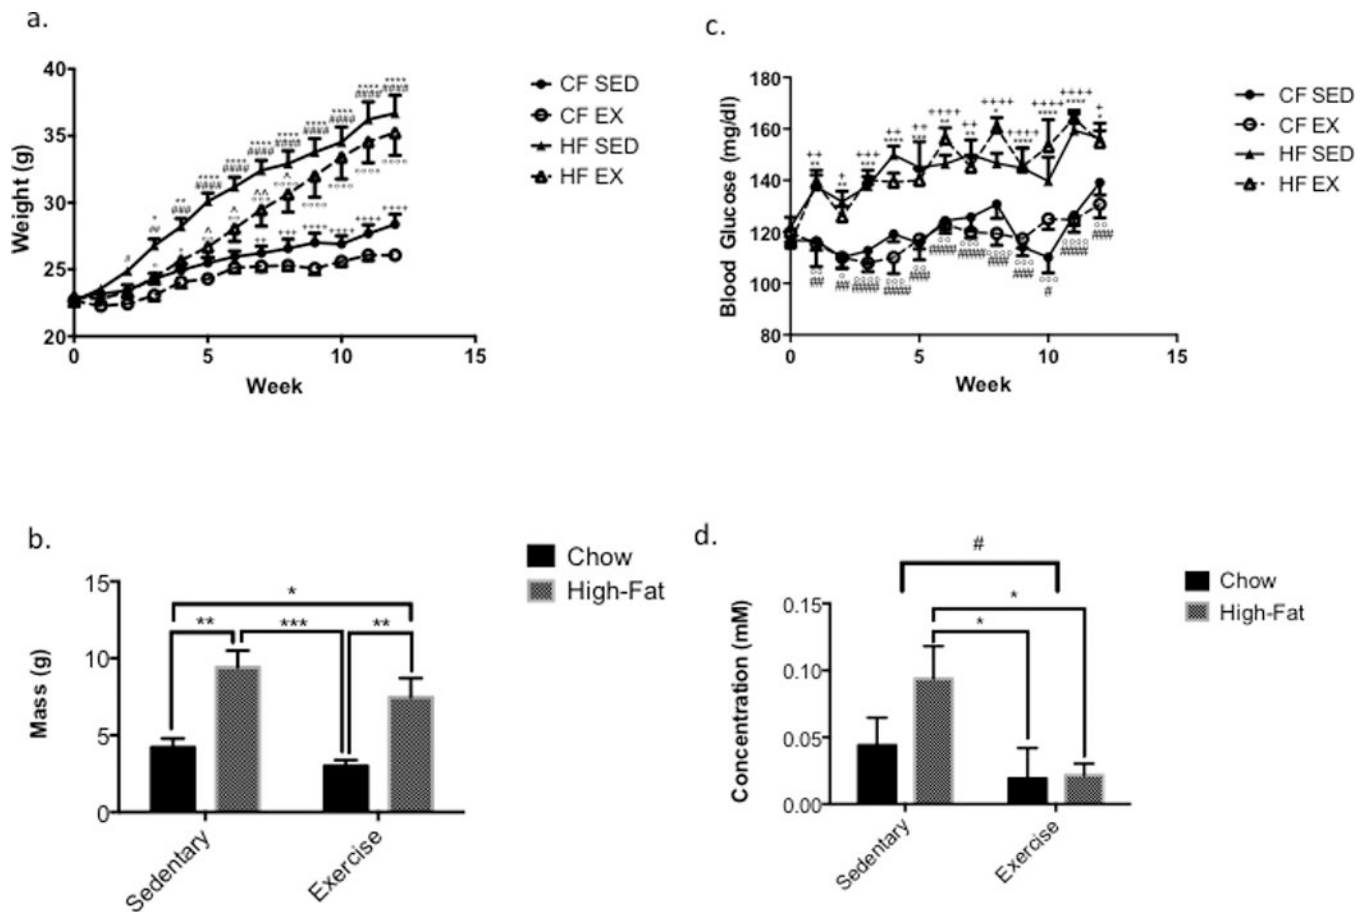 a.
40
35
30
25
20
0
5
10
15
Weight (g)
Week
CF SED
CF EX
HF SED
HF EX
c.
180
160
140
120
100
80
0
5
10
15
Blood Glucose (mg/dl)
Week
CF SED
CF EX
HF SED
HF EX
b.
Chow
High-Fat
15
10
5
0
Mass (g)
*
** *** **
Sedentary
Exercise
d.
#
Chow
High-Fat
0.15
0.10
0.05
0.00
Concentration (mM)
*
*
Sedentary
Exercise